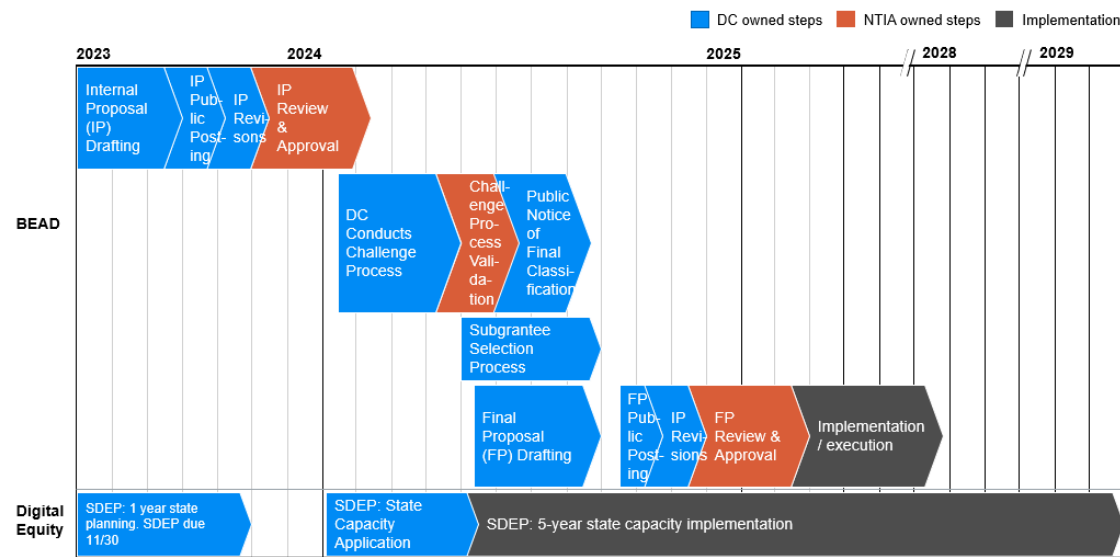 DC owned steps NTIA owned steps Implementation
2023 2024 2025 2028 2029
BEAD
Internal
Proposal
(IP)
Drafting
IP
Pub-
lic
Post-
ing
IP
Revi-
sons
IP
Review
&
Approval
DC
Conducts
Challenge
Process
Chall-
enge
Pro-
cess
Vali-
da-
tion
Public
Notice
of
Final
Classi-
fication
Subgrantee
Selection
Process
Final
Proposal
(FP) Drafting
FP
Pub-
lic
Post-
ing
IP
Revi-
sons
FP
Review &
Approval
Implementation
/ execution
Digital
Equity
SDEP: 1 year state
planning. SDEP due
11/30
SDEP: State
Capacity
Application
SDEP: 5-year state capacity implementation